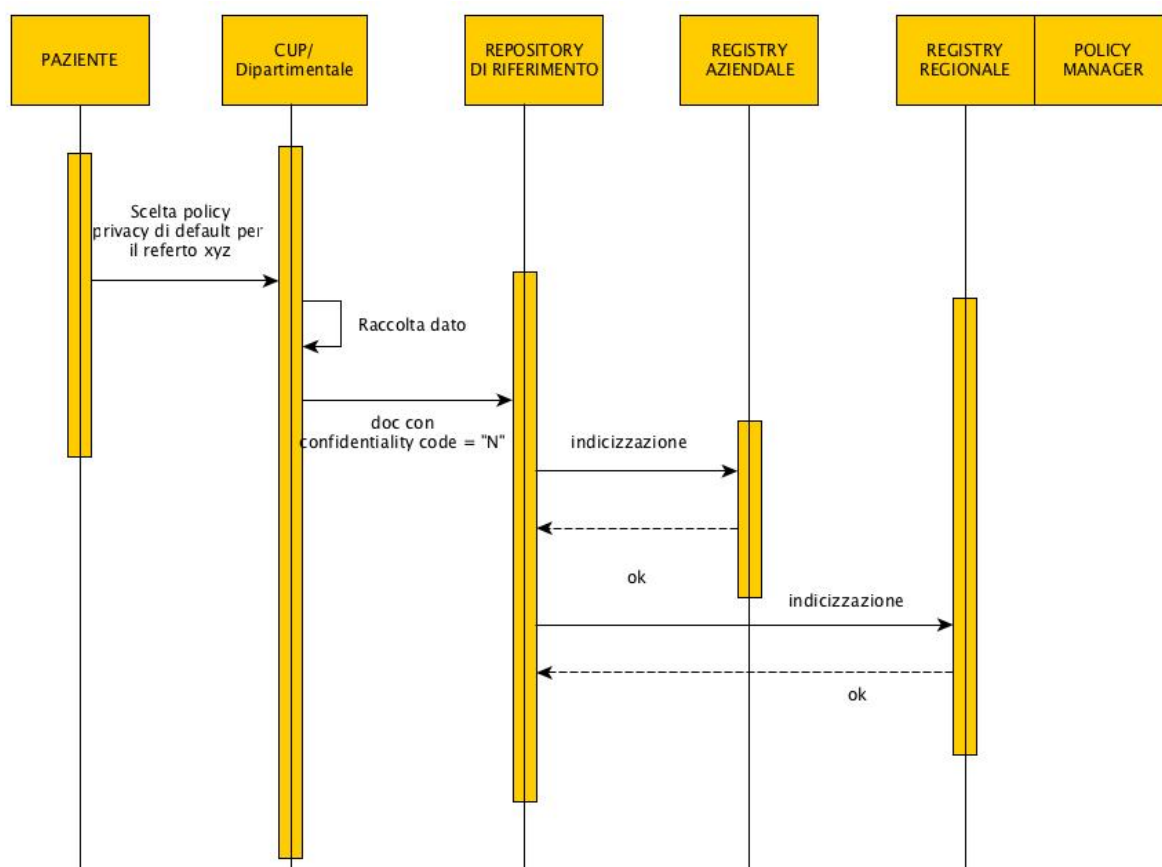 PAZIENTE
CUP/
Dipartimentale
REPOSITORY
DI RIFERIMENTO
REGISTRY
AZIENDALE
REGISTRY
REGIONALE
POLICY
MANAGER
Scelta policy
privacy di default per
il referto xyz
Raccolta dato
doc con
confidentiality code = "N"
indicizzazione
ok
indicizzazione
ok